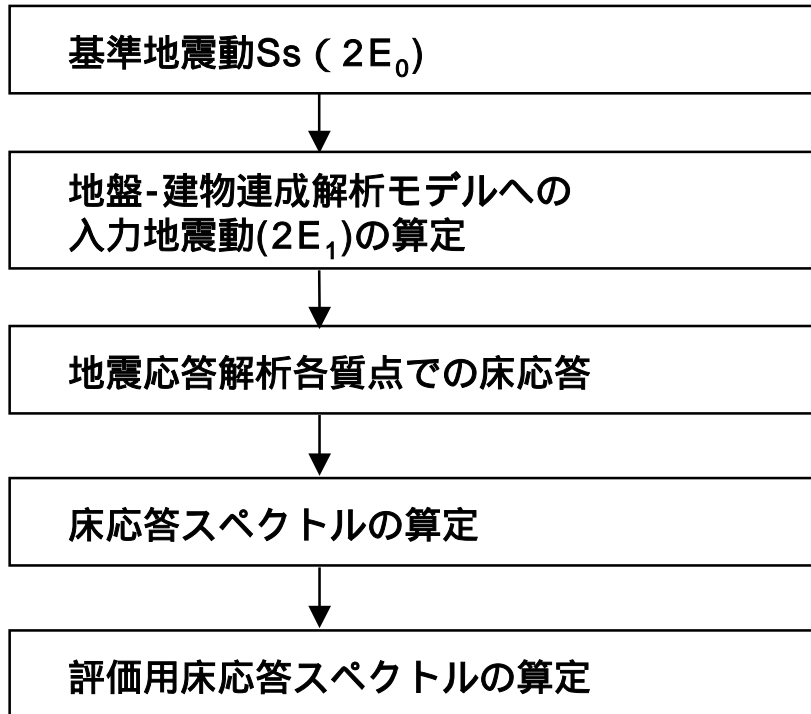 基準地震動Ss（2E₀)
地盤-建物連成解析モデルへの
入力地震動(2E₁)の算定
地震応答解析各質点での床応答
床応答スペクトルの算定
評価用床応答スペクトルの算定